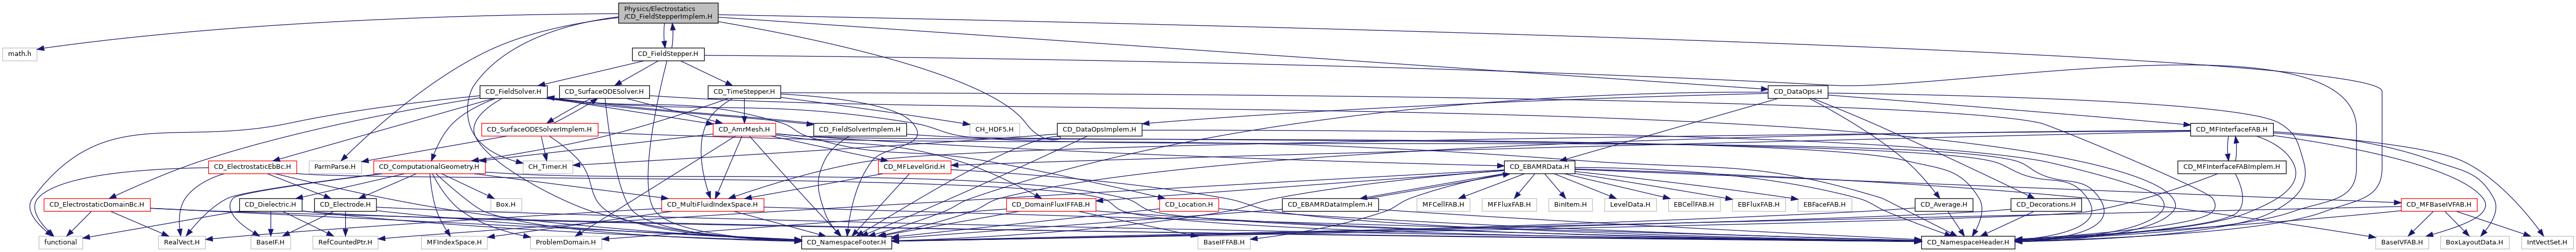 Physics/Electrostatics
/CD_FieldStepperImplem.H
math.h
CD_FieldStepper.H
CD_FieldSolver.H
CD_SurfaceODESolver.H
CD_TimeStepper.H
CD_DataOps.H
CD_SurfaceODESolverImplem.H
CD_AmrMesh.H
CD_FieldSolverImplem.H
CH_HDF5.H
CD_DataOpsImplem.H
CD_MFInterfaceFAB.H
CD_ElectrostaticEbBc.H
ParmParse.H
CD_ComputationalGeometry.H
CH_Timer.H
CD_MFLevelGrid.H
CD_EBAMRData.H
CD_MFInterfaceFABImplem.H
CD_ElectrostaticDomainBc.H
CD_Dielectric.H
CD_Electrode.H
Box.H
CD_MultiFluidIndexSpace.H
CD_DomainFluxIFFAB.H
CD_Location.H
CD_EBAMRDataImplem.H
MFCellFAB.H
MFFluxFAB.H
BinItem.H
LevelData.H
EBCellFAB.H
EBFluxFAB.H
EBFaceFAB.H
CD_Average.H
CD_Decorations.H
CD_MFBaseIVFAB.H
functional
RealVect.H
BaseIF.H
RefCountedPtr.H
MFIndexSpace.H
ProblemDomain.H
CD_NamespaceFooter.H
BaseIFFAB.H
CD_NamespaceHeader.H
BaseIVFAB.H
BoxLayoutData.H
IntVectSet.H